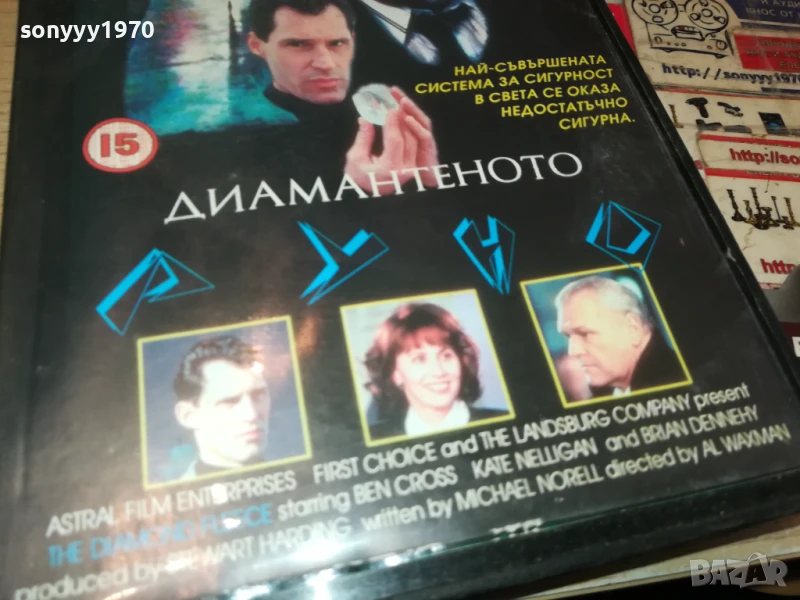 sonyyy1970
НАЙ-СЪВЪРШЕНАТА
СИСТЕМА ЗА СИГУРНОСТ
В СВЕТА СЕ ОКАЗА
НЕДОСТАТЪЧНО
СИГУРНА.
15
ДИАМАНТЕНОТО
РУНО
ASTRAL FILM ENTERPRISES FIRST CHOICE and THE LANDSBURG COMPANY present
THE DIAMOND FLEECE starring BEN CROSS KATE NELLIGAN and BRIAN DENNEHY
produced by STEWART HARDING written by MICHAEL NORELL directed by AL WAXMAN
http://sonyyy1970
http://so
http
BAZAR